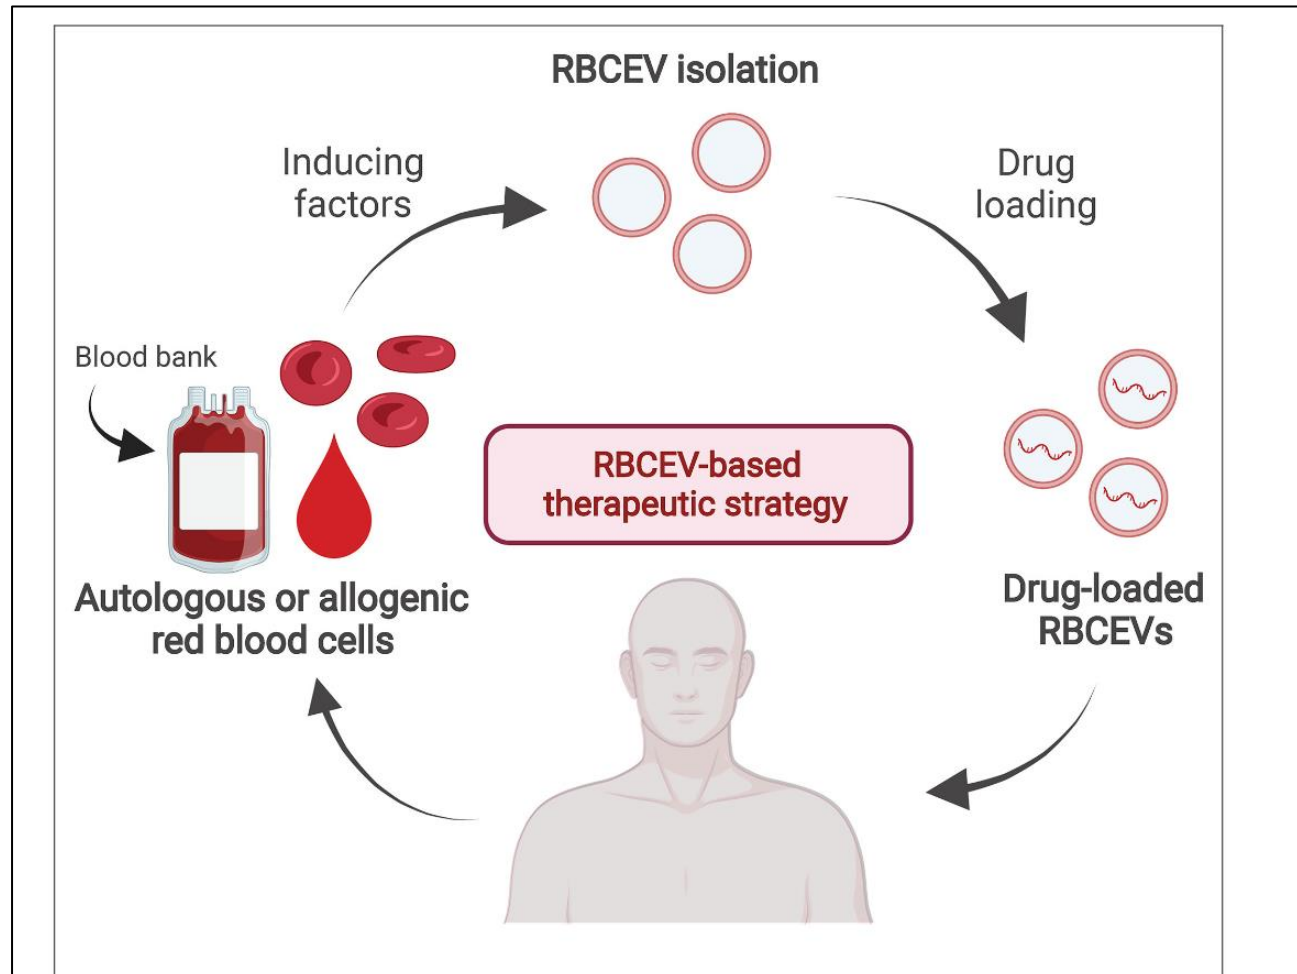 RBCEV isolation
Inducing
factors
Drug
loading
Blood bank
RBCEV-based
therapeutic strategy
Autologous or allogenic
red blood cells
Drug-loaded
RBCEVs